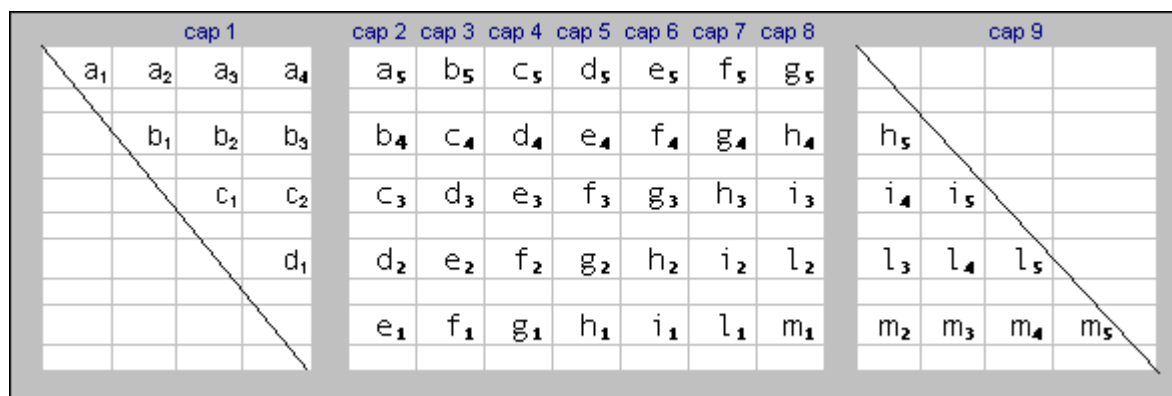 cap 1 cap 2 cap 3 cap 4 cap 5 cap 6 cap 7 cap 8 cap 9
a₁ a₂ a₃ a₄ a₅ b₅ c₅ d₅ e₅ f₅ g₅
b₁ b₂ b₃ b₄ c₄ d₄ e₄ f₄ g₄ h₄ h₅
c₁ c₂ c₃ d₃ e₃ f₃ g₃ h₃ i₃ i₄ i₅
d₁ d₂ e₂ f₂ g₂ h₂ i₂ l₂ l₃ l₄ l₅
e₁ f₁ g₁ h₁ i₁ l₁ m₁ m₂ m₃ m₄ m₅